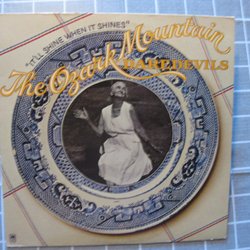 "IT'LL SHINE WHEN IT SHINES"
The Ozark Mountain
DAREDEVILS